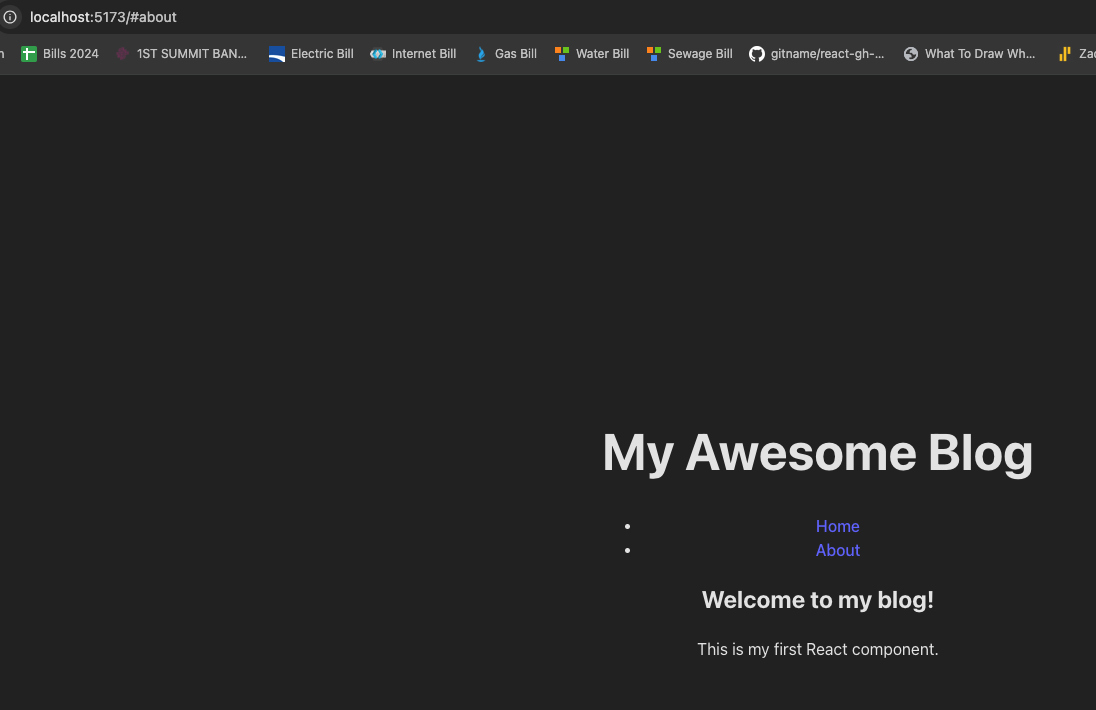 localhost:5173/#about
Bills 2024 1ST SUMMIT BAN... Electric Bill Internet Bill Gas Bill Water Bill Sewage Bill gitname/react-gh-... What To Draw Wh...
My Awesome Blog
• Home
• About
Welcome to my blog!
This is my first React component.